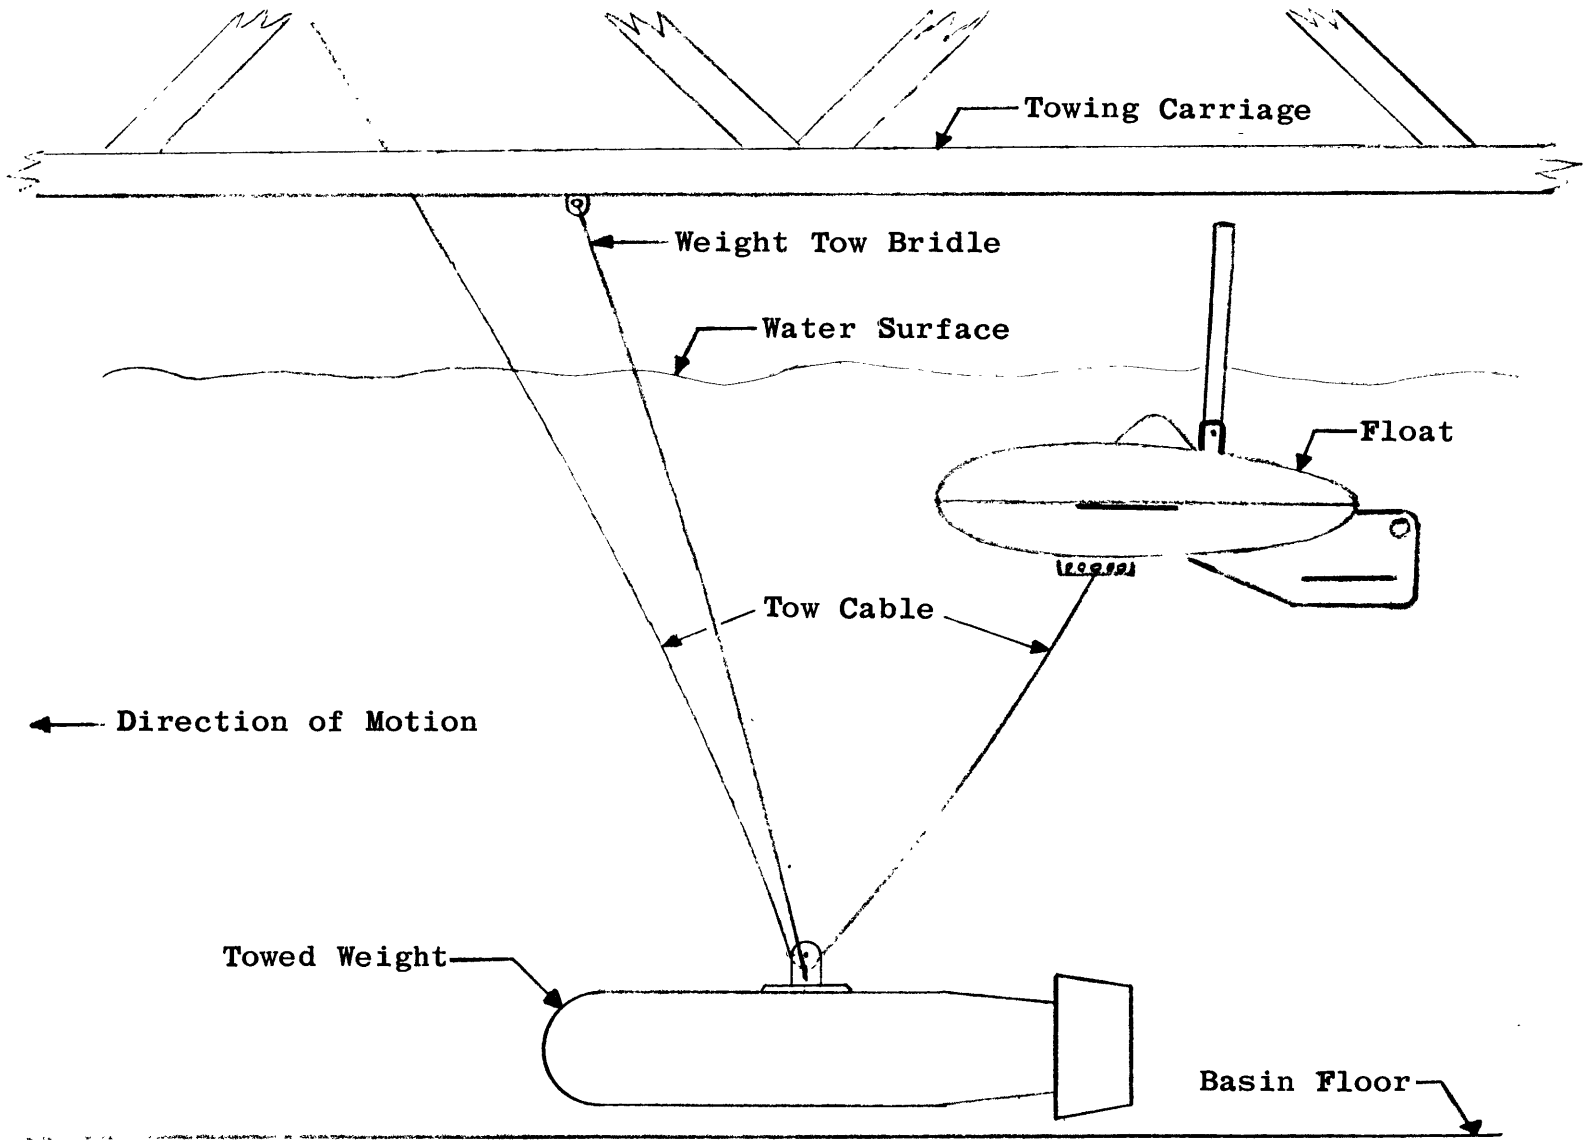 Towing Carriage
Weight Tow Bridle
Water Surface
Float
Tow Cable
Direction of Motion
Towed Weight
Basin Floor